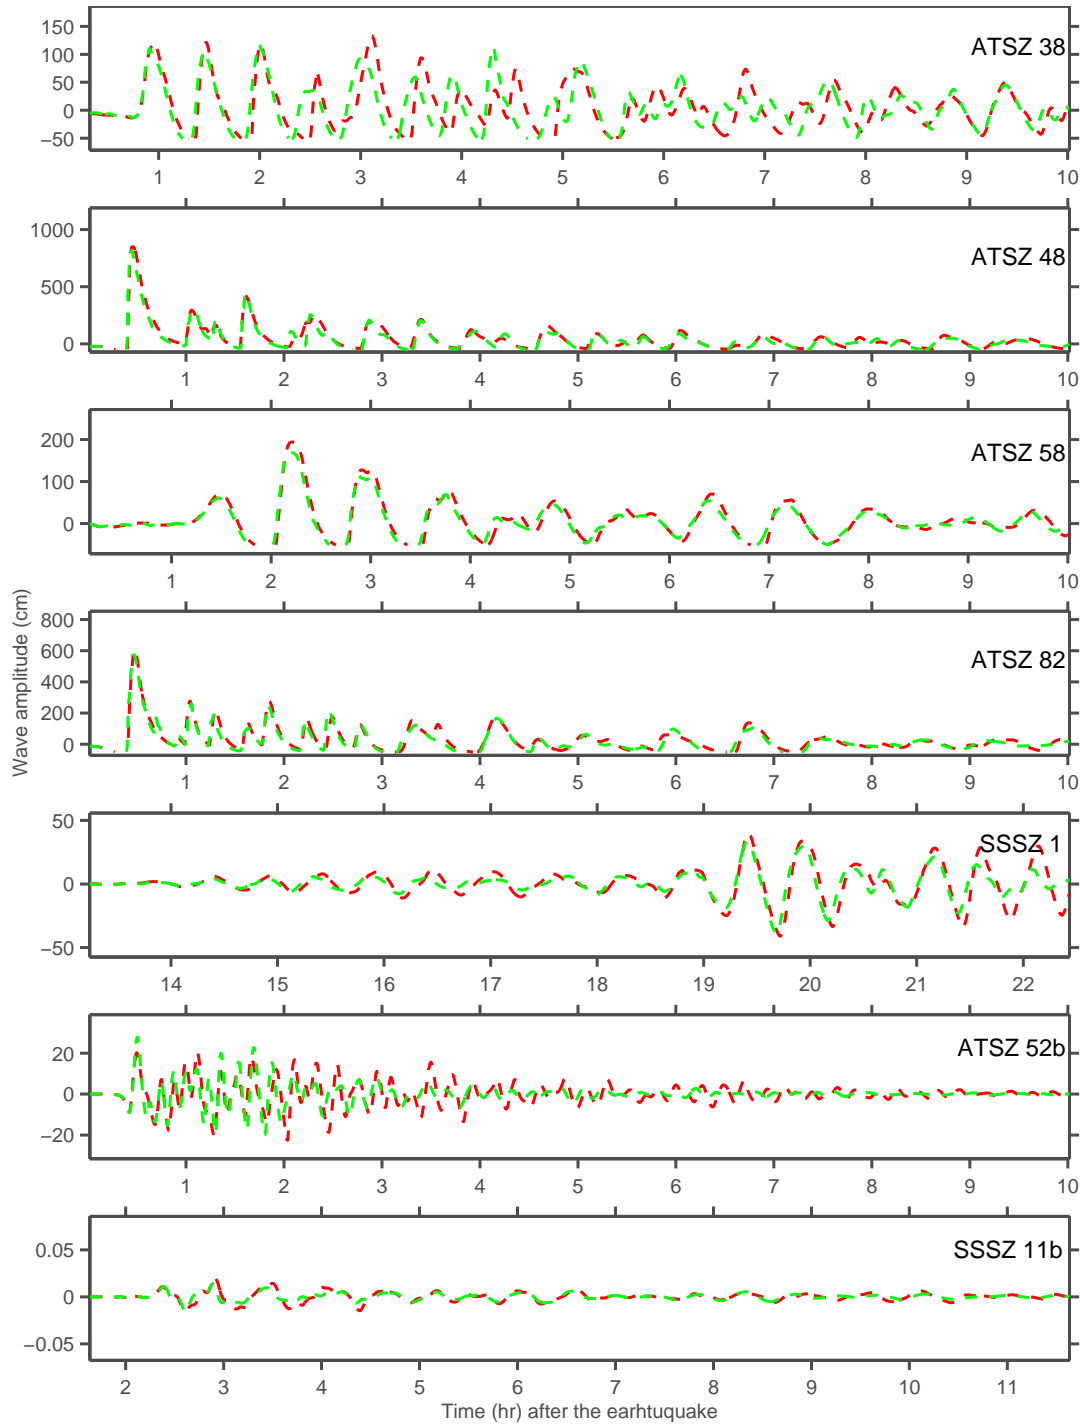 150
100
50
0
−50
ATSZ 38
1 2 3 4 5 6 7 8 9 10
1000
500
0
ATSZ 48
1 2 3 4 5 6 7 8 9 10
200
100
0
ATSZ 58
1 2 3 4 5 6 7 8 9 10
Wave amplitude (cm)
800
600
400
200
0
ATSZ 82
1 2 3 4 5 6 7 8 9 10
50
0
−50
SSSZ 1
14 15 16 17 18 19 20 21 22
20
0
−20
ATSZ 52b
1 2 3 4 5 6 7 8 9 10
0.05
0
−0.05
SSSZ 11b
2 3 4 5 6 7 8 9 10 11
Time (hr) after the earhtuquake